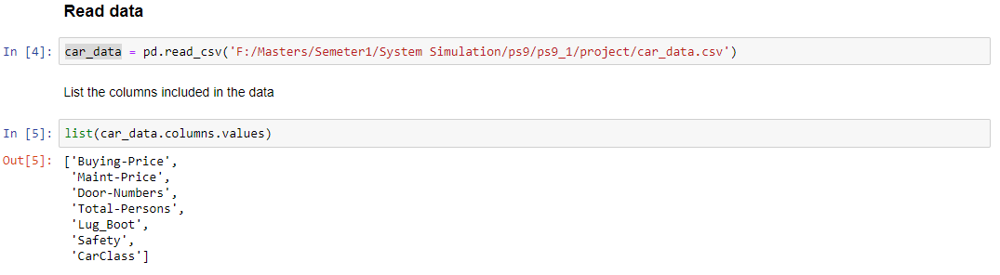 Read data
In [4]: car_data = pd.read_csv('F:/Masters/Semeter1/System Simulation/ps9/ps9_1/project/car_data.csv')
List the columns included in the data
In [5]: list(car_data.columns.values)
Out[5]: ['Buying-Price',
'Maint-Price',
'Door-Numbers',
'Total-Persons',
'Lug_Boot',
'Safety',
'CarClass']